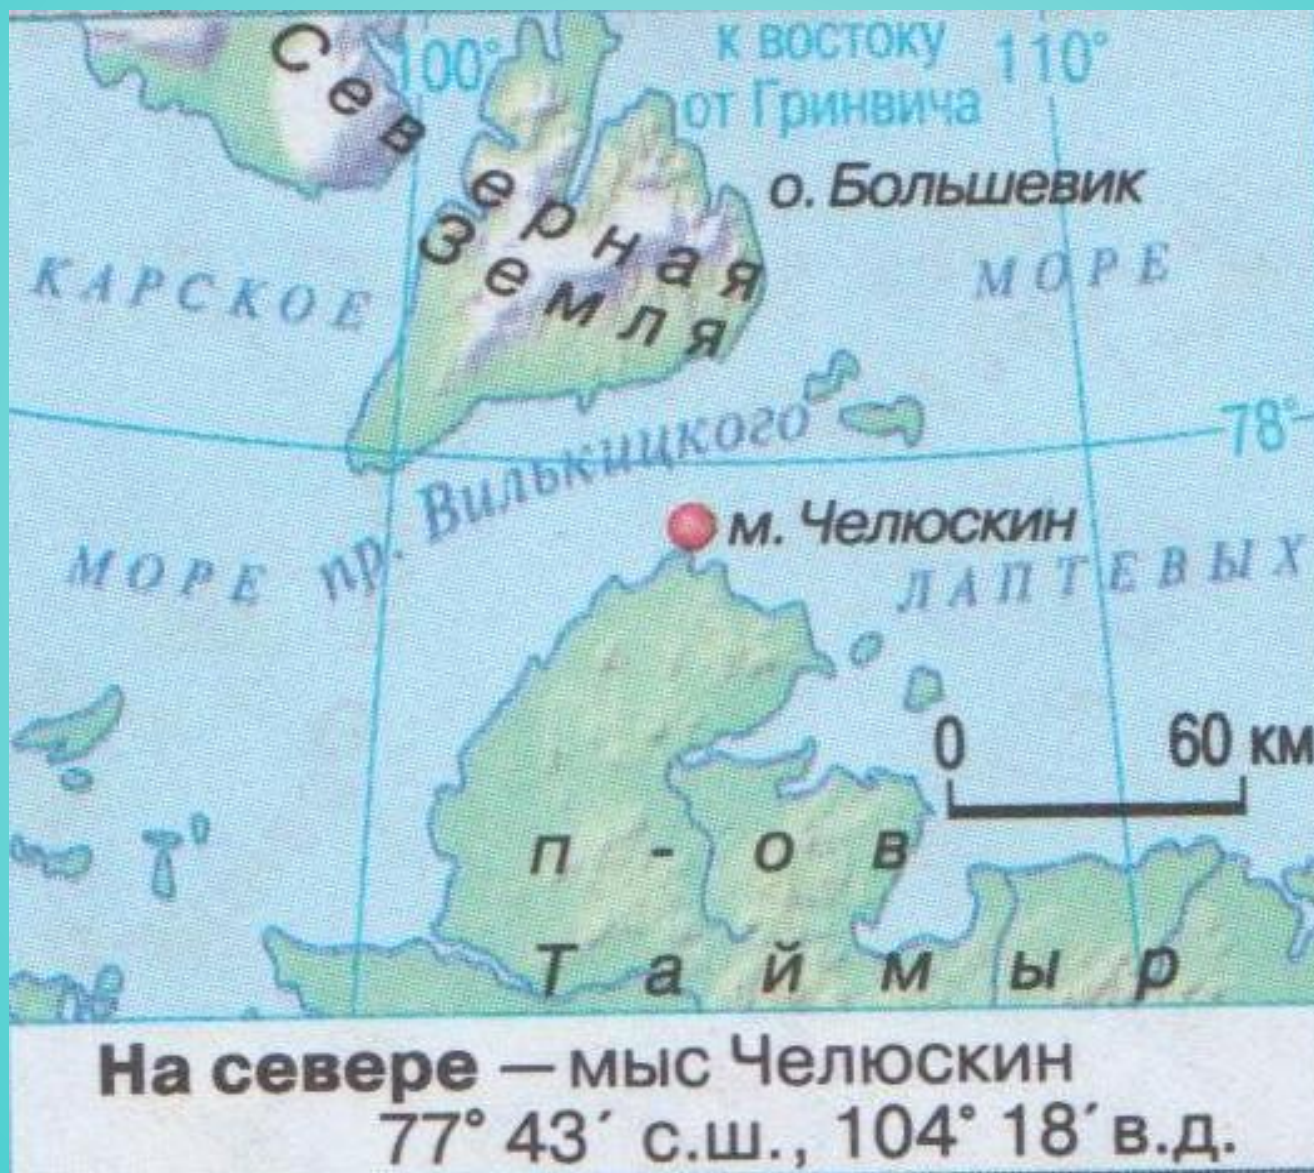 к востоку
100° 110°
от Гринвича
Северная
Земля
о. Большевик
КАРСКОЕ
МОРЕ
78°
пр. Вилькицкого
м. Челюскин
МОРЕ
ЛАПТЕВЫХ
0 60 км
п-ов
Таймыр
На севере — мыс Челюскин
77° 43′ с.ш., 104° 18′ в.д.